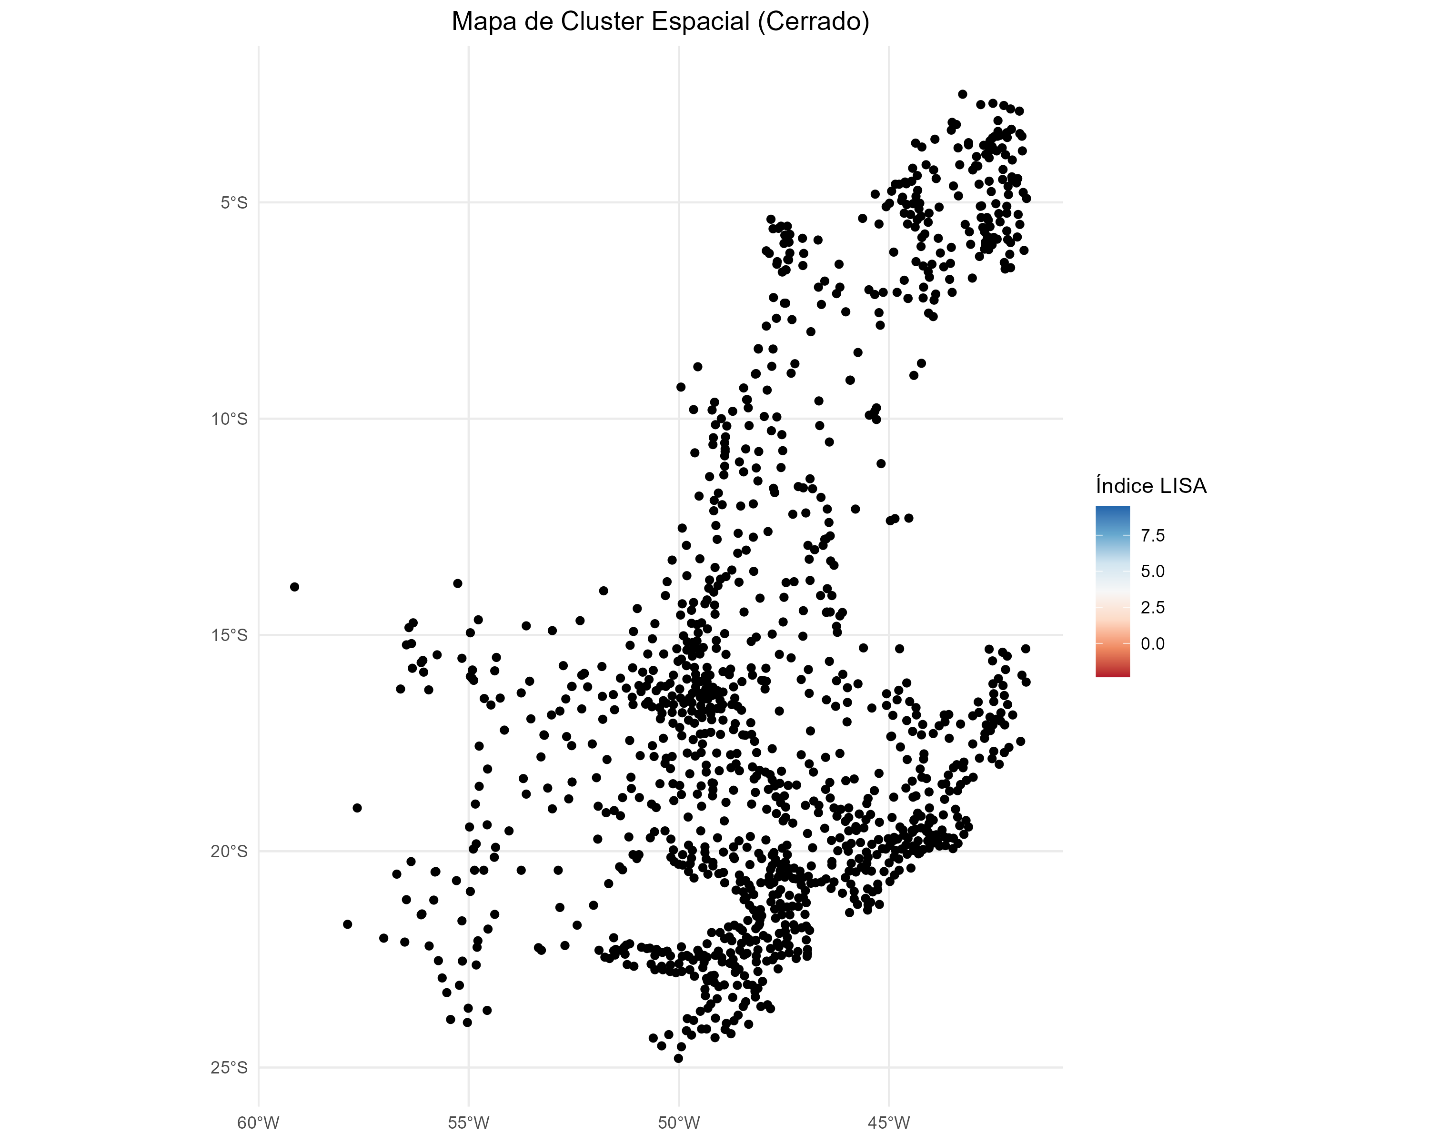 Mapa de Cluster Espacial (Cerrado)
5°S
10°S
15°S
20°S
25°S
60°W
55°W
50°W
45°W
Índice LISA
7.5
5.0
2.5
0.0